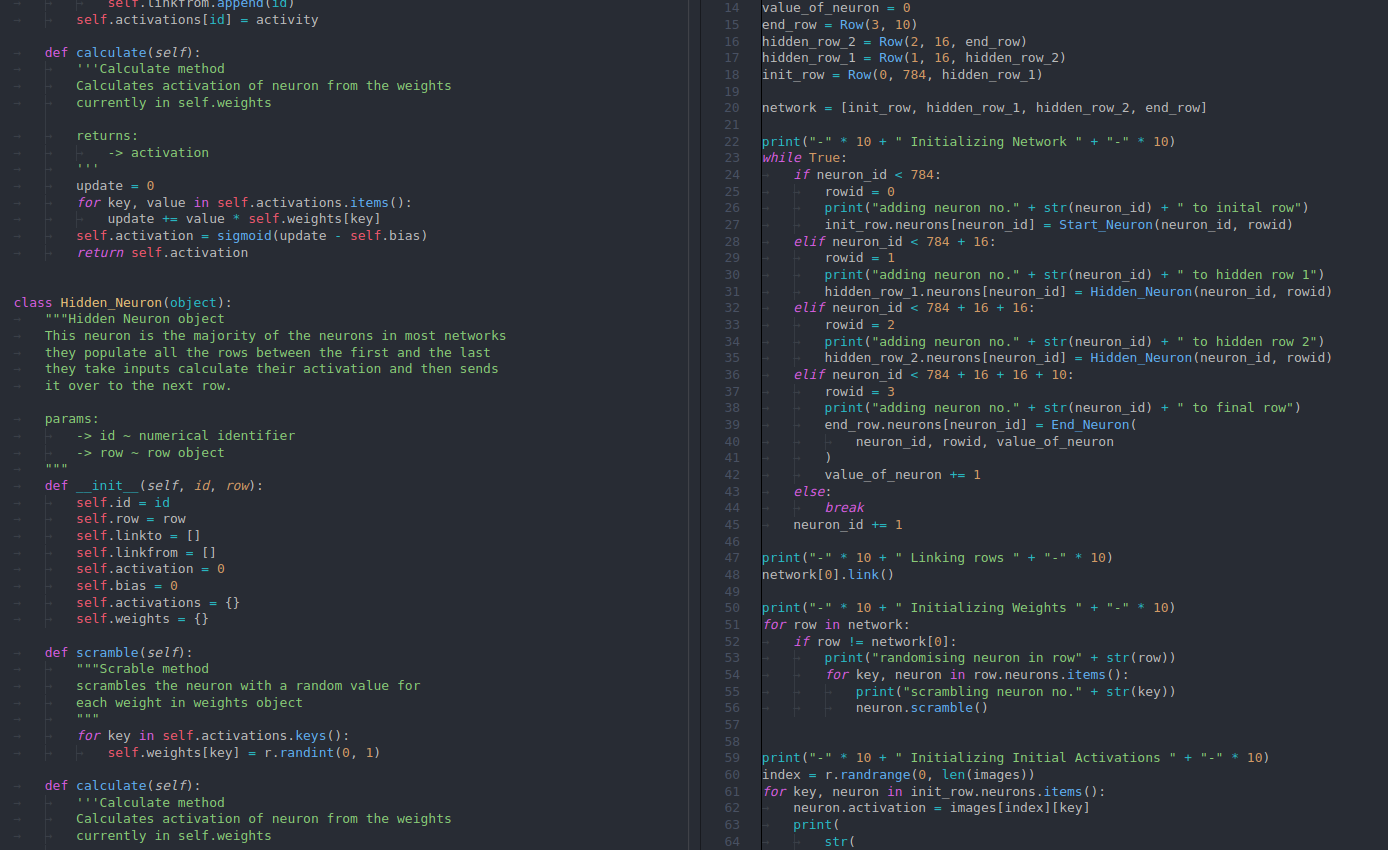 self.linkfrom.append(id)
self.activations[id] = activity
def calculate(self):
'''Calculate method
Calculates activation of neuron from the weights
currently in self.weights
returns:
-> activation
'''
update = 0
for key, value in self.activations.items():
update += value * self.weights[key]
self.activation = sigmoid(update - self.bias)
return self.activation
class Hidden_Neuron(object):
"""Hidden Neuron object
This neuron is the majority of the neurons in most networks
they populate all the rows between the first and the last
they take inputs calculate their activation and then sends
it over to the next row.
params:
-> id ~ numerical identifier
-> row ~ row object
"""
def __init__(self, id, row):
self.id = id
self.row = row
self.linkto = []
self.linkfrom = []
self.activation = 0
self.bias = 0
self.activations = {}
self.weights = {}
def scramble(self):
"""Scrable method
scrambles the neuron with a random value for
each weight in weights object
"""
for key in self.activations.keys():
self.weights[key] = r.randint(0, 1)
def calculate(self):
'''Calculate method
Calculates activation of neuron from the weights
currently in self.weights
14 value_of_neuron = 0
15 end_row = Row(3, 10)
16 hidden_row_2 = Row(2, 16, end_row)
17 hidden_row_1 = Row(1, 16, hidden_row_2)
18 init_row = Row(0, 784, hidden_row_1)
19
20 network = [init_row, hidden_row_1, hidden_row_2, end_row]
21
22 print("-" * 10 + " Initializing Network " + "-" * 10)
23 while True:
24 if neuron_id < 784:
25 rowid = 0
26 print("adding neuron no." + str(neuron_id) + " to inital row")
27 init_row.neurons[neuron_id] = Start_Neuron(neuron_id, rowid)
28 elif neuron_id < 784 + 16:
29 rowid = 1
30 print("adding neuron no." + str(neuron_id) + " to hidden row 1")
31 hidden_row_1.neurons[neuron_id] = Hidden_Neuron(neuron_id, rowid)
32 elif neuron_id < 784 + 16 + 16:
33 rowid = 2
34 print("adding neuron no." + str(neuron_id) + " to hidden row 2")
35 hidden_row_2.neurons[neuron_id] = Hidden_Neuron(neuron_id, rowid)
36 elif neuron_id < 784 + 16 + 16 + 10:
37 rowid = 3
38 print("adding neuron no." + str(neuron_id) + " to final row")
39 end_row.neurons[neuron_id] = End_Neuron(
40 neuron_id, rowid, value_of_neuron
41 )
42 value_of_neuron += 1
43 else:
44 break
45 neuron_id += 1
46
47 print("-" * 10 + " Linking rows " + "-" * 10)
48 network[0].link()
49
50 print("-" * 10 + " Initializing Weights " + "-" * 10)
51 for row in network:
52 if row != network[0]:
53 print("randomising neuron in row" + str(row))
54 for key, neuron in row.neurons.items():
55 print("scrambling neuron no." + str(key))
56 neuron.scramble()
57
58
59 print("-" * 10 + " Initializing Initial Activations " + "-" * 10)
60 index = r.randrange(0, len(images))
61 for key, neuron in init_row.neurons.items():
62 neuron.activation = images[index][key]
63 print(
64 str(